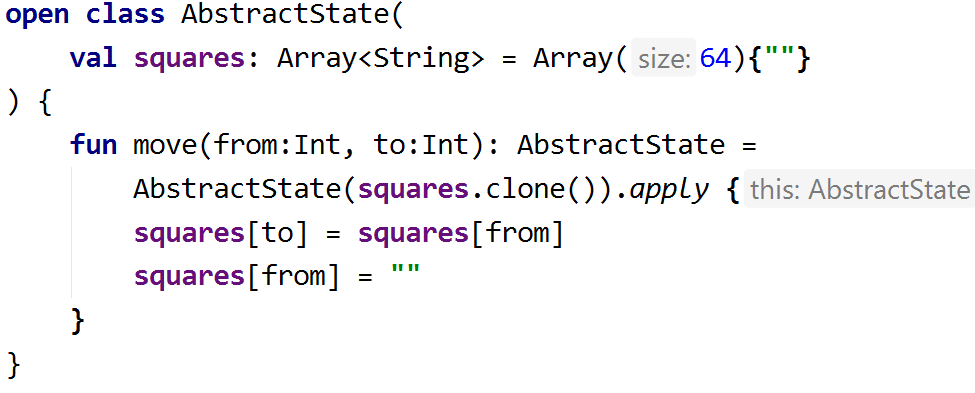 open class AbstractState(
    val squares: Array<String> = Array( size: 64){""}
) {
    fun move(from:Int, to:Int): AbstractState =
        AbstractState(squares.clone()).apply { this: AbstractState
        squares[to] = squares[from]
        squares[from] = ""
    }
}